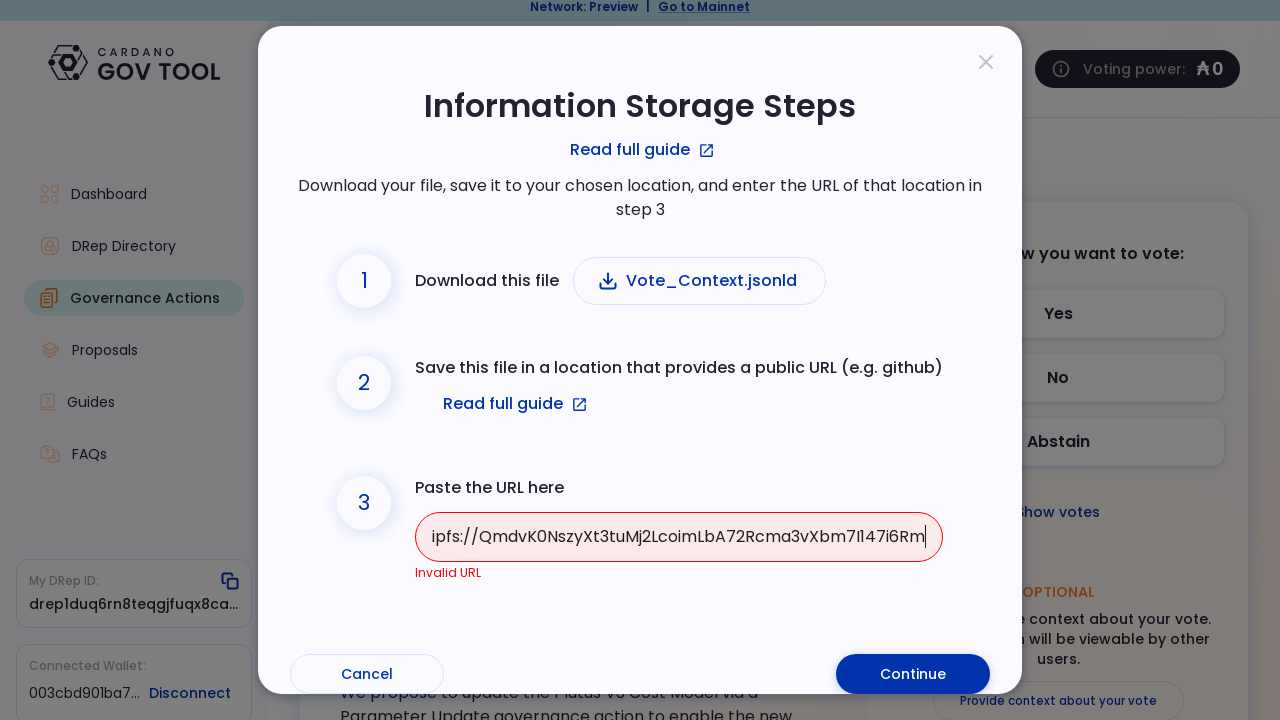 Network: Preview | Go to Mainnet
CARDANO
GOV TOOL
Voting power: ₳ 0
Dashboard
DRep Directory
Governance Actions
Proposals
Guides
FAQs
My DRep ID:
drep1duq6rn8teqgjfuqx8ca...
Connected Wallet:
003cbd901ba7... Disconnect
Information Storage Steps
Read full guide
Download your file, save it to your chosen location, and enter the URL of that location in
step 3
1
Download this file
Vote_Context.jsonld
2
Save this file in a location that provides a public URL (e.g. github)
Read full guide
3
Paste the URL here
ipfs://QmdvK0NszyXt3tuMj2LcoimLbA72Rcma3vXbm7I147i6Rm
Invalid URL
Cancel
Continue
We propose to update the Plutus V3 Cost Model via a
Parameter Update governance action to enable the new
w you want to vote:
Yes
No
Abstain
Show votes
OPTIONAL
context about your vote.
will be viewable by other
users.
Provide context about your vote